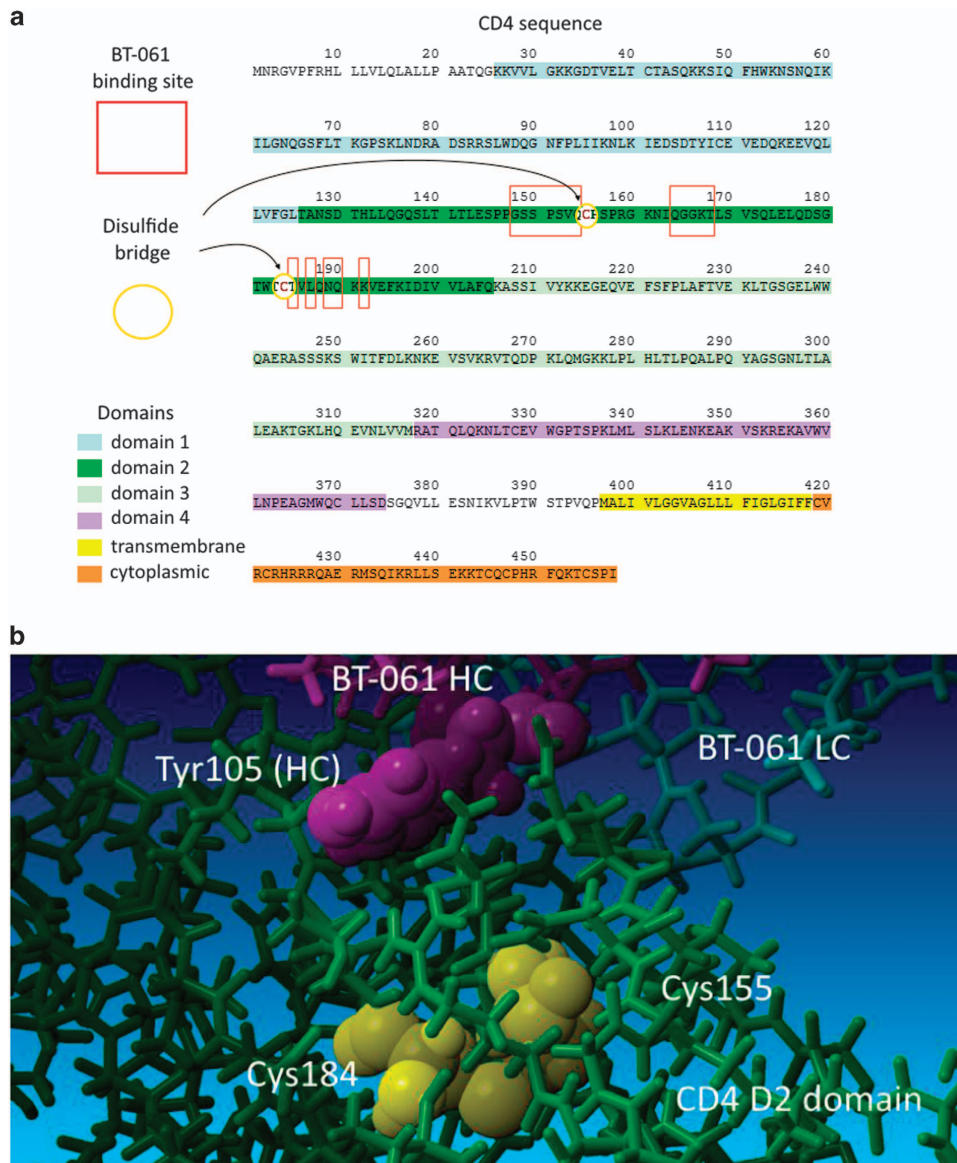 a
CD4 sequence
BT-061
binding site
10 20 30 40 50 61
MNRGVPFRHL LLVLQLALLP AATQGKKVVL GKKGDTVELT CTASQKKSIQ FHWKNSNQIK
70 80 90 100 110 121
ILGNQGSFLT KGPSKLNDRA DSRRSLWDQG NFPLIIKNLK IEDSDTYICE VEDQKEEVQL
130 140 150 160 170 181
LVFGLTANSD THLLQGQSLT LTLESPPGSS PSVQCRSPRG KNIQGGKTLS VSQLELQDSG
Disulfide
bridge
190 200 210 220 230 240
TWTCTVLQNQ KKVEFKIDIV VLAFQKASSI VYKKEGEQVE FSFPLAFTVE KLTGSGELWW
250 260 270 280 290 300
QAERASSSKS WITFDLKNKE VSVKRVTQDP KLQMGKKLPL HLTLPQALPQ YAGSGNLTLA
310 320 330 340 350 360
LEAKTGKLHQ EVNLVVMRAT QLQKNLTCEV WGPTSPKLML SLKLENKEAK VSKREKAVWV
370 380 390 400 410 420
LNPEAGMWQC LLSDSGQVLL ESNIKVLPTW STPVQPMALI VLGGVAGLLL FIGLGIFFCV
430 440 450
RCRHRRRQAE RMSQIKRLLS EKKTCQCPHR FQKTCSPI
Domains
domain 1
domain 2
domain 3
domain 4
transmembrane
cytoplasmic
b
BT-061 HC
BT-061 LC
Tyr105 (HC)
Cys155
Cys184
CD4 D2 domain